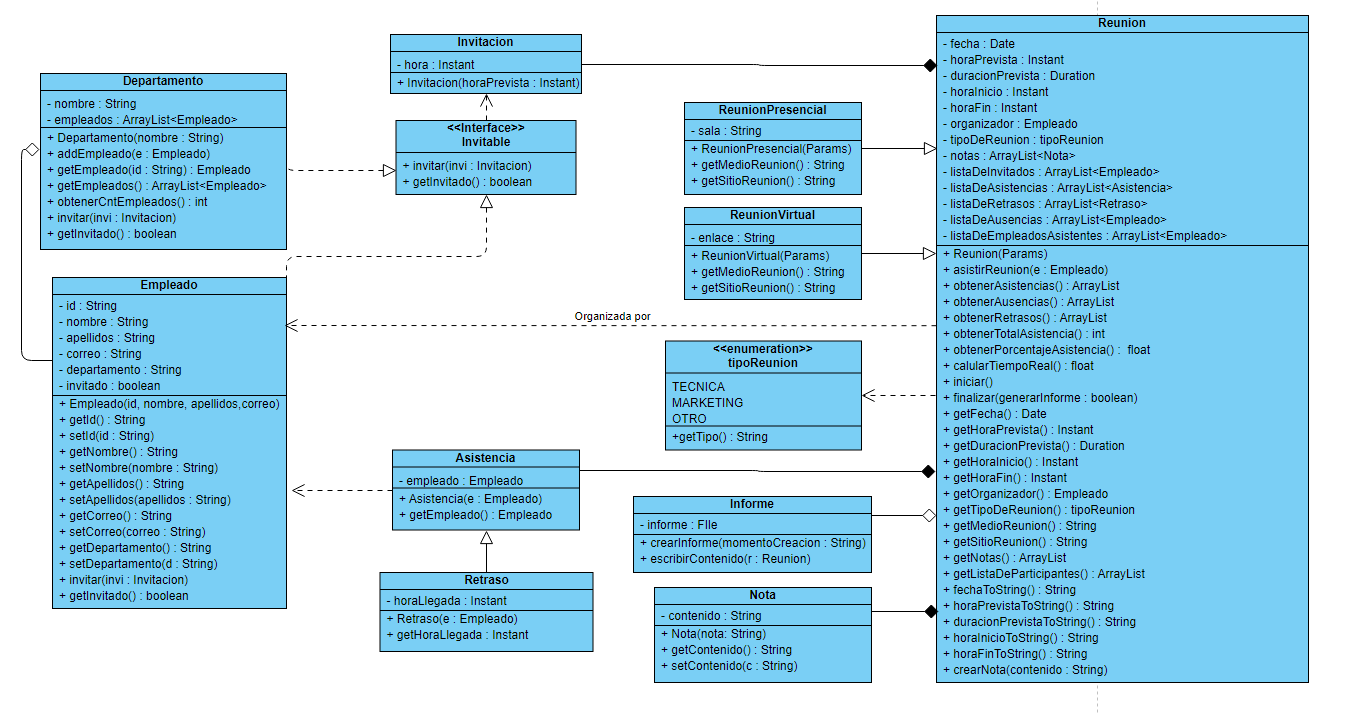 Invitacion
- hora : Instant
+ Invitacion(horaPrevista : Instant)
Departamento
- nombre : String
- empleados : ArrayList<Empleado>
+ Departamento(nombre : String)
+ addEmpleado(e : Empleado)
+ getEmpleado(id : String) : Empleado
+ getEmpleados() : ArrayList<Empleado>
+ obtenerCntEmpleados() : int
+ invitar(invi : Invitacion)
+ getInvitado() : boolean
<<Interface>>
Invitable
+ invitar(invi : Invitacion)
+ getInvitado() : boolean
ReunionPresencial
- sala : String
+ ReunionPresencial(Params)
+ getMedioReunion() : String
+ getSitioReunion() : String
ReunionVirtual
- enlace : String
+ ReunionVirtual(Params)
+ getMedioReunion() : String
+ getSitioReunion() : String
Empleado
- id : String
- nombre : String
- apellidos : String
- correo : String
- departamento : String
- invitado : boolean
+ Empleado(id, nombre, apellidos,correo)
+ getId() : String
+ setId(id : String)
+ getNombre() : String
+ setNombre(nombre : String)
+ getApellidos() : String
+ setApellidos(apellidos : String)
+ getCorreo() : String
+ setCorreo(correo : String)
+ getDepartamento() : String
+ setDepartamento(d : String)
+ invitar(invi : Invitacion)
+ getInvitado() : boolean
Organizada por
<<enumeration>>
tipoReunion
TECNICA
MARKETING
OTRO
+getTipo() : String
Asistencia
- empleado : Empleado
+ Asistencia(e : Empleado)
+ getEmpleado() : Empleado
Retraso
- horaLlegada : Instant
+ Retraso(e : Empleado)
+ getHoraLlegada : Instant
Informe
- informe : FIle
+ crearInforme(momentoCreacion : String)
+ escribirContenido(r : Reunion)
Nota
- contenido : String
+ Nota(nota: String)
+ getContenido() : String
+ setContenido(c : String)
Reunion
- fecha : Date
- horaPrevista : Instant
- duracionPrevista : Duration
- horaInicio : Instant
- horaFin : Instant
- organizador : Empleado
- tipoDeReunion : tipoReunion
- notas : ArrayList<Nota>
- listaDeInvitados : ArrayList<Empleado>
- listaDeAsistencias : ArrayList<Asistencia>
- listaDeRetrasos : ArrayList<Retraso>
- listaDeAusencias : ArrayList<Empleado>
- listaDeEmpleadosAsistentes : ArrayList<Empleado>
+ Reunion(Params)
+ asistirReunion(e : Empleado)
+ obtenerAsistencias() : ArrayList
+ obtenerAusencias() : ArrayList
+ obtenerRetrasos() : ArrayList
+ obtenerTotalAsistencia() : int
+ obtenerPorcentajeAsistencia() : float
+ calularTiempoReal() : float
+ iniciar()
+ finalizar(generarInforme : boolean)
+ getFecha() : Date
+ getHoraPrevista() : Instant
+ getDuracionPrevista() : Duration
+ getHoraInicio() : Instant
+ getHoraFin() : Instant
+ getOrganizador() : Empleado
+ getTipoDeReunion() : tipoReunion
+ getMedioReunion() : String
+ getSitioReunion() : String
+ getNotas() : ArrayList
+ getListaDeParticipantes() : ArrayList
+ fechaToString() : String
+ horaPrevistaToString() : String
+ duracionPrevistaToString() : String
+ horaInicioToString() : String
+ horaFinToString() : String
+ crearNota(contenido : String)